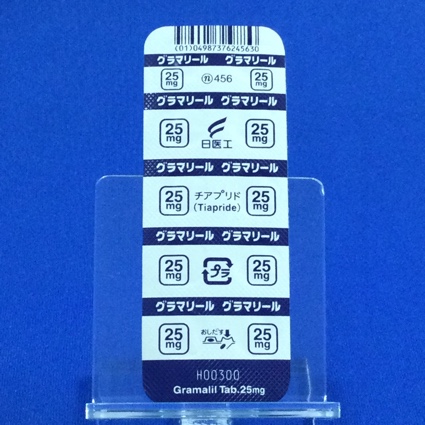 (01)04987376245630
グラマリール グラマリール
25mg ⓝ456 25mg
グラマリール グラマリール
25mg 日医工 25mg
グラマリール グラマリール
25mg チアプリド 25mg
(Tiapride)
グラマリール グラマリール
25mg プラ 25mg
グラマリール グラマリール
25mg おしだす 25mg
H00300
Gramalil Tab.25mg